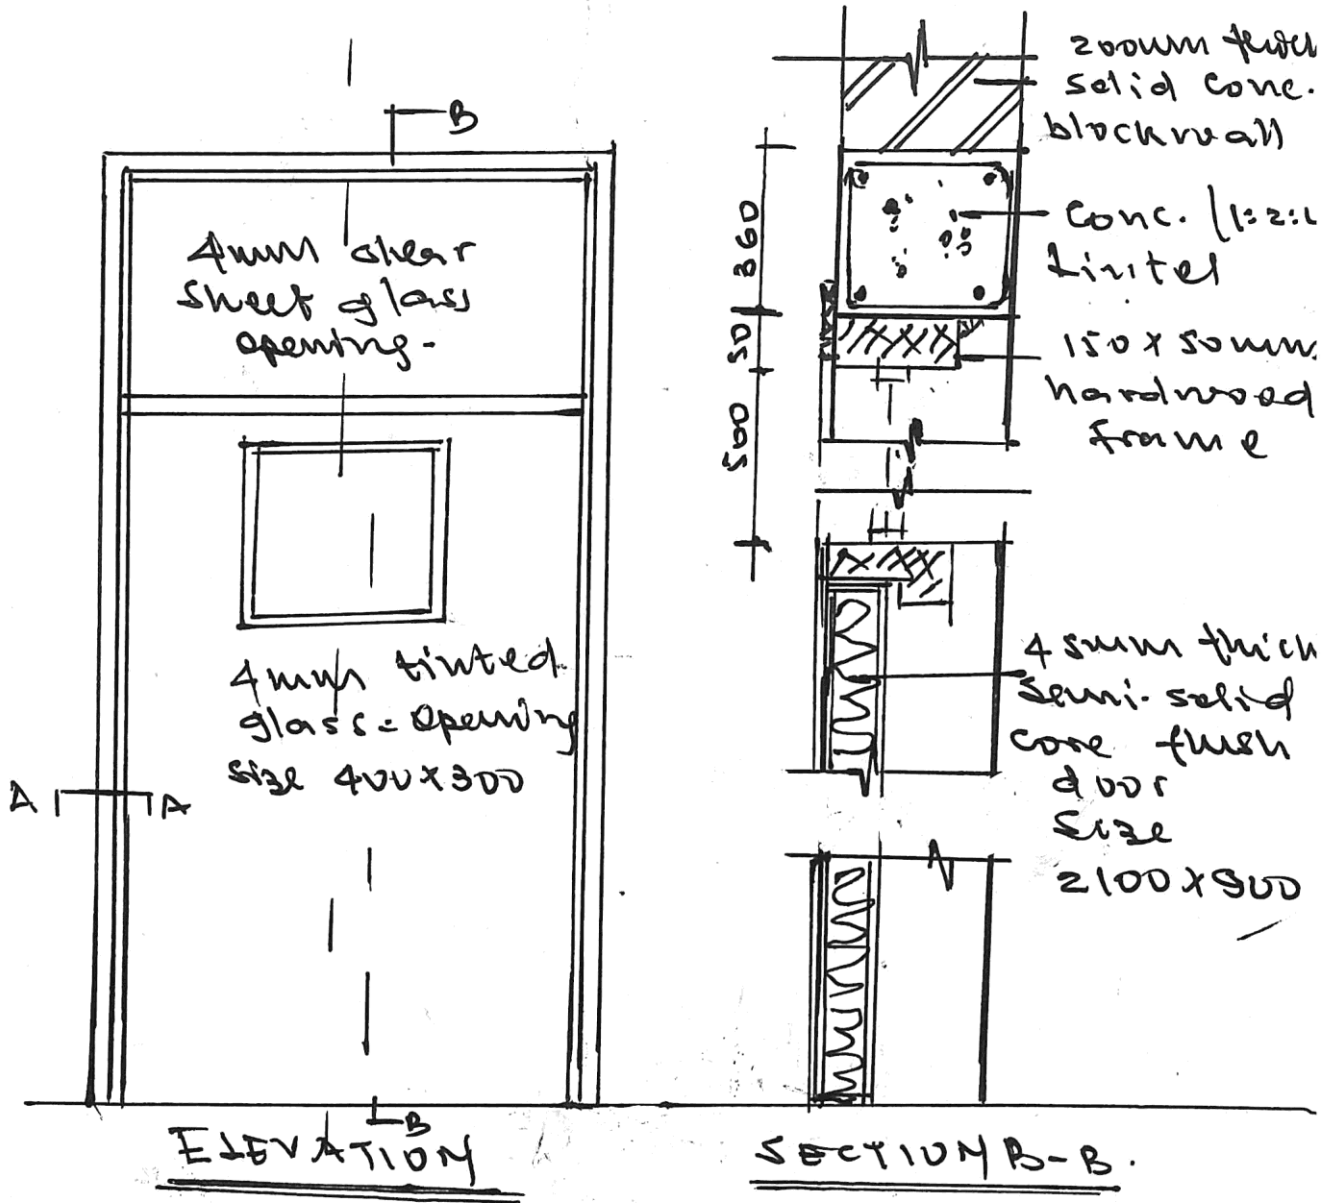 B
4mm clear
sheet glass
opening.
4mm tinted
glass = opening
size 400x300
A A
B
ELEVATION
200mm thick
solid conc.
blockwall
conc. (1:2:4
Lintel
150 x 50mm
hardwood
frame
360
50
500
45mm thick
semi-solid
core flush
door
size
2100 x 900
SECTION B-B.